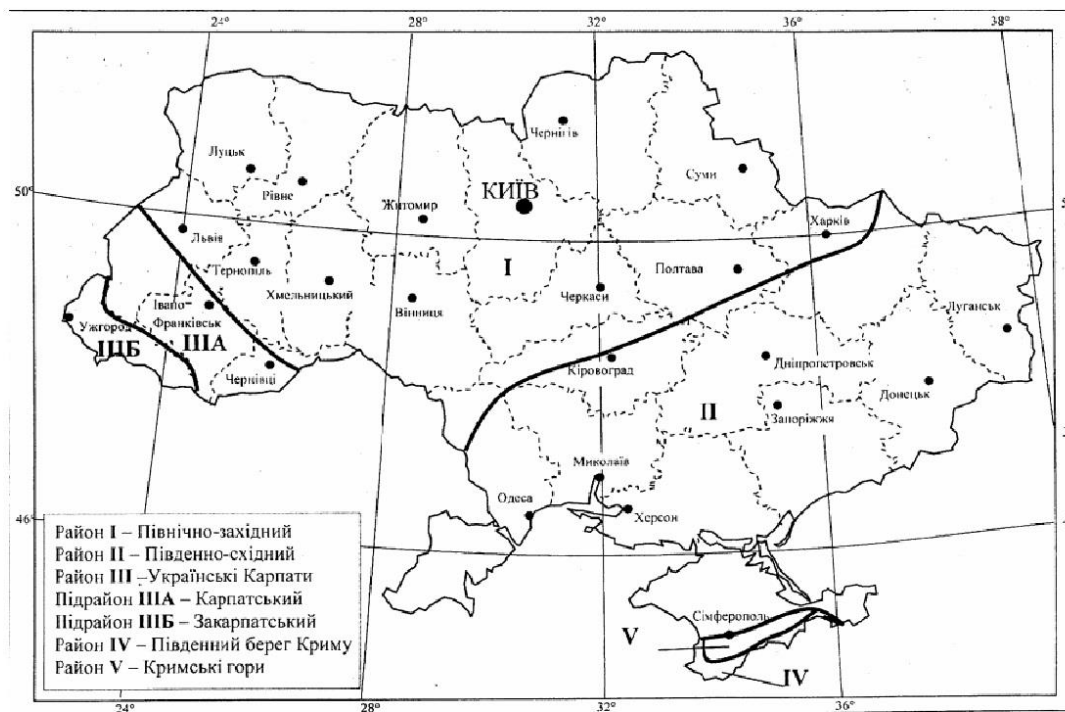 24° 28° 32° 36° 38°
Чернігів
Луцьк
Суми
Рівне
50°
КИЇВ
Житомир
Харків
Львів
Тернопіль
I
Полтава
Хмельницький
Черкаси
Вінниця
Івано-
Франківськ
Луганськ
Ужгород
IIIБ
IIIА
Чернівці
Кіровоград
Дніпропетровськ
Донецьк
Запоріжжя
II
Миколаїв
Одеса
Херсон
46°
Район I – Північно-західний
Район II – Південно-східний
Район III –Українські Карпати
Підрайон IIIА – Карпатський
Підрайон IIIБ – Закарпатський
Район IV – Південний берег Криму
Район V – Кримські гори
Сімферополь
V
IV
24° 28° 32° 36°